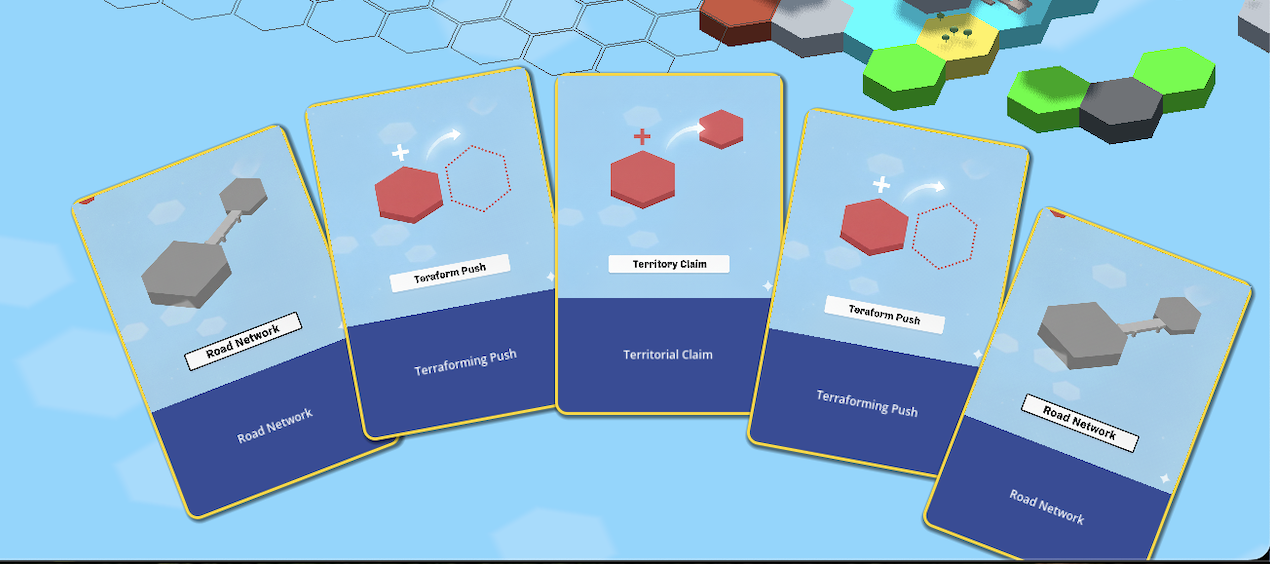 Road Network
Road Network
Teraform Push
Terraforming Push
Territory Claim
Territorial Claim
Teraform Push
Terraforming Push
Road Network
Road Network